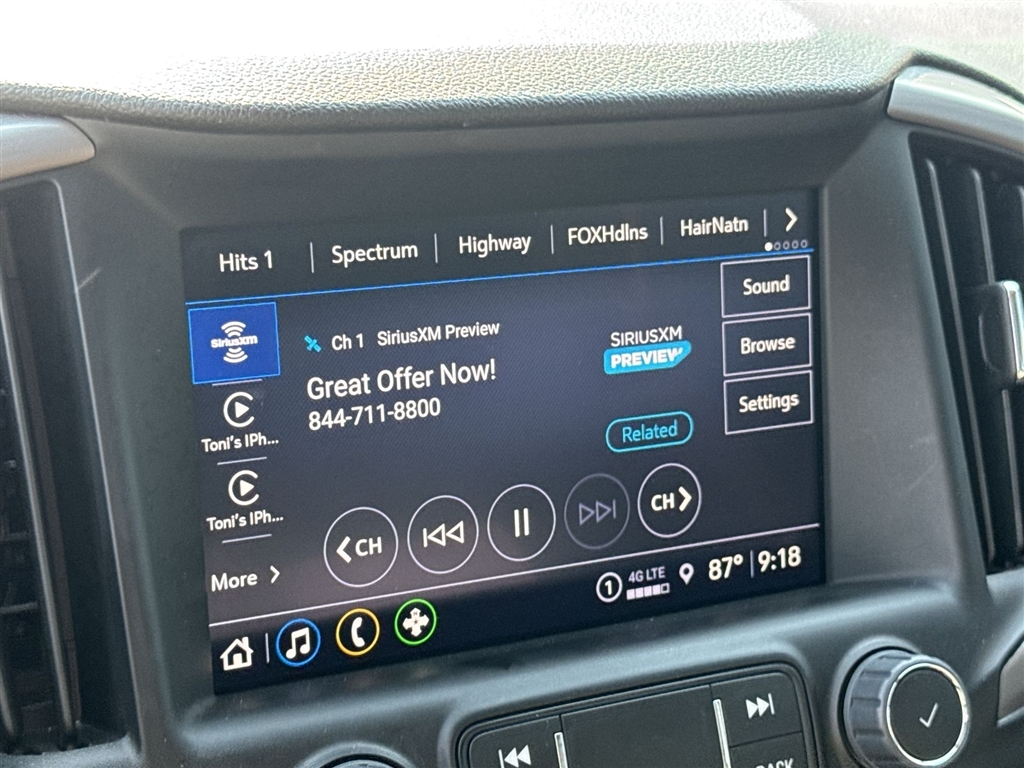 Hits 1
Spectrum
Highway
FOXHdlns
HairNatn
SiriusXm
Ch 1 SiriusXM Preview
Great Offer Now!
844-711-8800
SIRIUSXM
PREVIEW
Related
Sound
Browse
Settings
Toni's IPh...
Toni's IPh...
More
CH
CH
1
4G LTE
87°
9:18
BACK